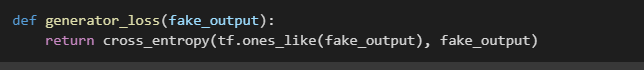 def generator_loss(fake_output):
    return cross_entropy(tf.ones_like(fake_output), fake_output)